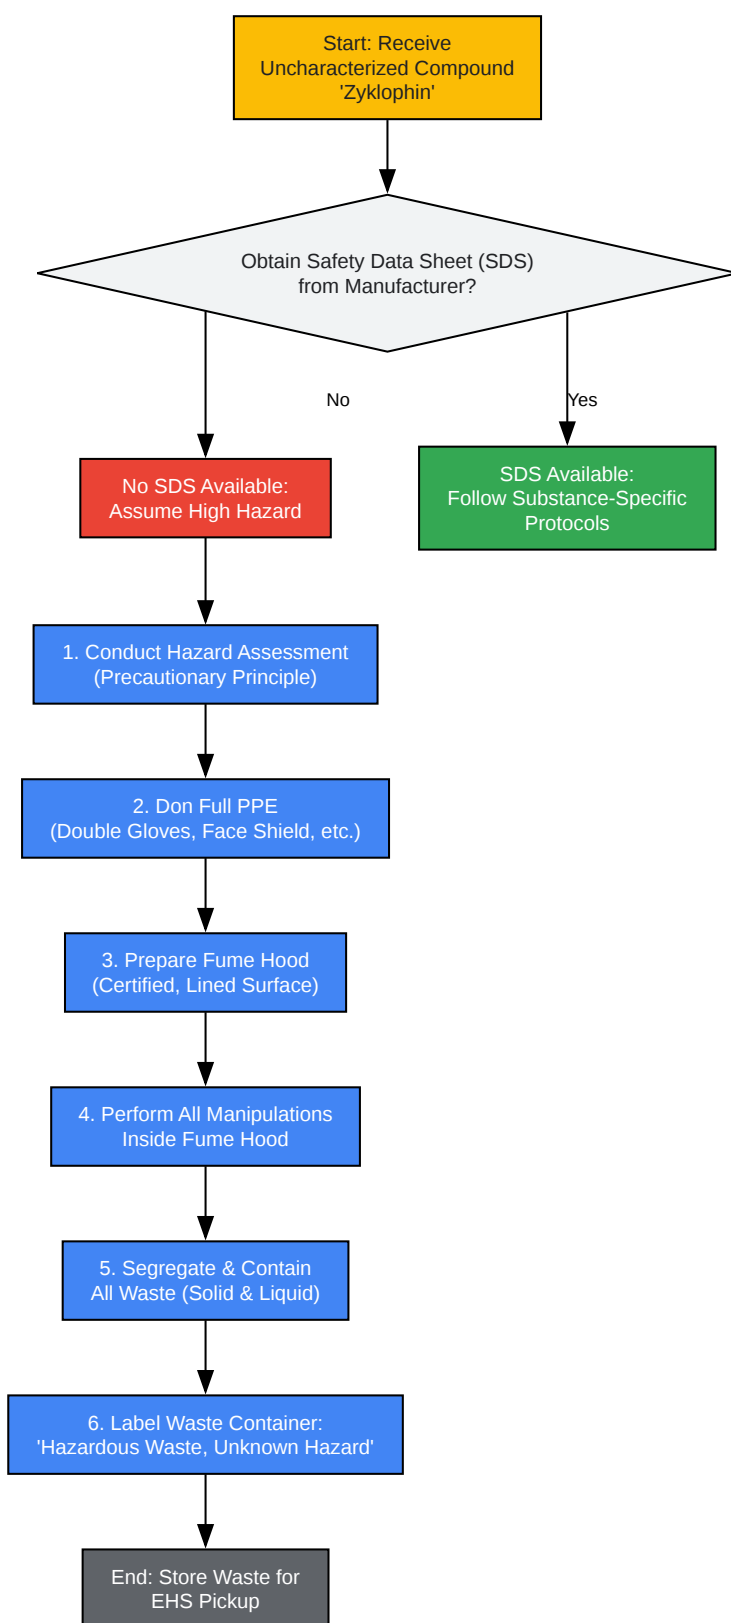 Start: Receive
Uncharacterized Compound
'Zyklophin'
Obtain Safety Data Sheet (SDS)
from Manufacturer?
No
Yes
No SDS Available:
Assume High Hazard
SDS Available:
Follow Substance-Specific
Protocols
1. Conduct Hazard Assessment
(Precautionary Principle)
2. Don Full PPE
(Double Gloves, Face Shield, etc.)
3. Prepare Fume Hood
(Certified, Lined Surface)
4. Perform All Manipulations
Inside Fume Hood
5. Segregate & Contain
All Waste (Solid & Liquid)
6. Label Waste Container:
'Hazardous Waste, Unknown Hazard'
End: Store Waste for
EHS Pickup